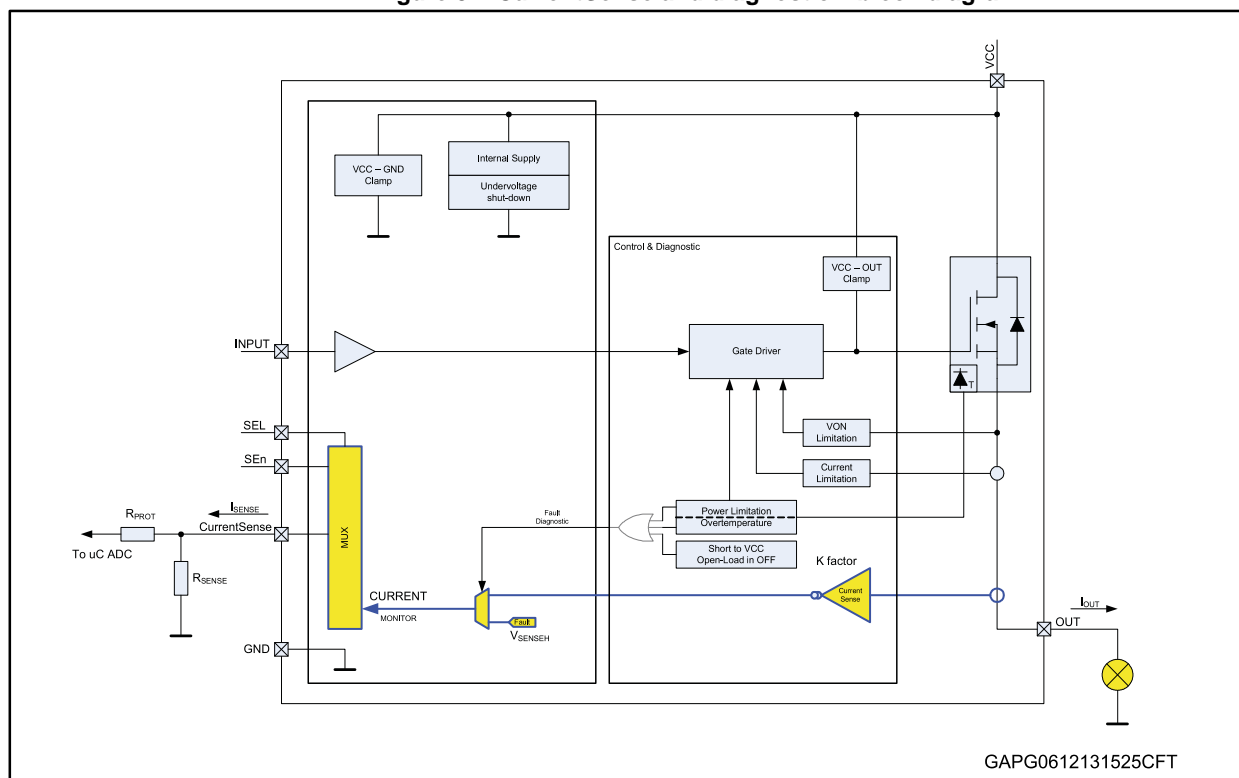 VCC
VCC – GND
Clamp
Internal Supply
Undervoltage
shut-down
Control & Diagnostic
VCC – OUT
Clamp
INPUT
Gate Driver
T
SEL
VON
Limitation
SEn
Current
Limitation
ISENSE
RPROT
CurrentSense
MUX
Fault
Diagnostic
Power Limitation
Overtemperature
To uC ADC
Short to VCC
Open-Load in OFF
K factor
RSENSE
CURRENT
MONITOR
Current
Sense
Fault
VSENSEH
IOUT
OUT
GND
GAPG0612131525CFT